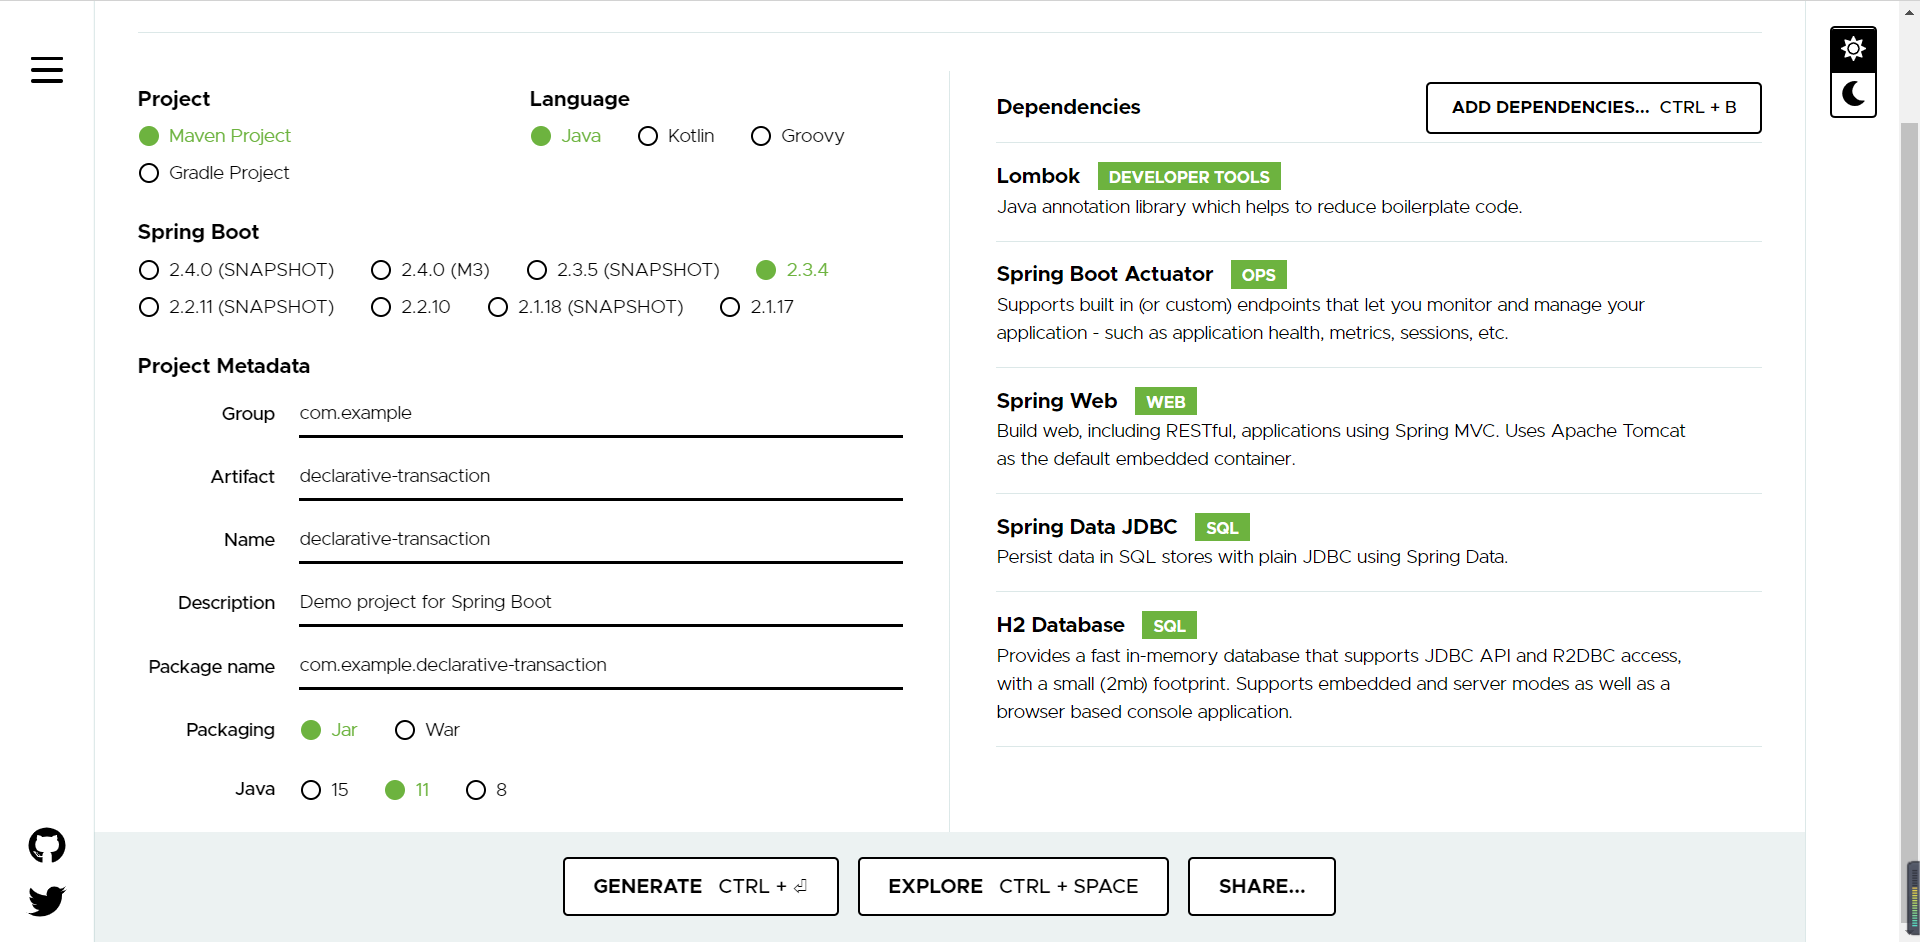 Project
Maven Project
Gradle Project
Language
Java Kotlin Groovy
Spring Boot
2.4.0 (SNAPSHOT) 2.4.0 (M3) 2.3.5 (SNAPSHOT) 2.3.4
2.2.11 (SNAPSHOT) 2.2.10 2.1.18 (SNAPSHOT) 2.1.17
Project Metadata
Group com.example
Artifact declarative-transaction
Name declarative-transaction
Description Demo project for Spring Boot
Package name com.example.declarative-transaction
Packaging Jar War
Java 15 11 8
Dependencies
ADD DEPENDENCIES... CTRL + B
Lombok DEVELOPER TOOLS
Java annotation library which helps to reduce boilerplate code.
Spring Boot Actuator OPS
Supports built in (or custom) endpoints that let you monitor and manage your
application - such as application health, metrics, sessions, etc.
Spring Web WEB
Build web, including RESTful, applications using Spring MVC. Uses Apache Tomcat
as the default embedded container.
Spring Data JDBC SQL
Persist data in SQL stores with plain JDBC using Spring Data.
H2 Database SQL
Provides a fast in-memory database that supports JDBC API and R2DBC access,
with a small (2mb) footprint. Supports embedded and server modes as well as a
browser based console application.
GENERATE CTRL + ⏎
EXPLORE CTRL + SPACE
SHARE...